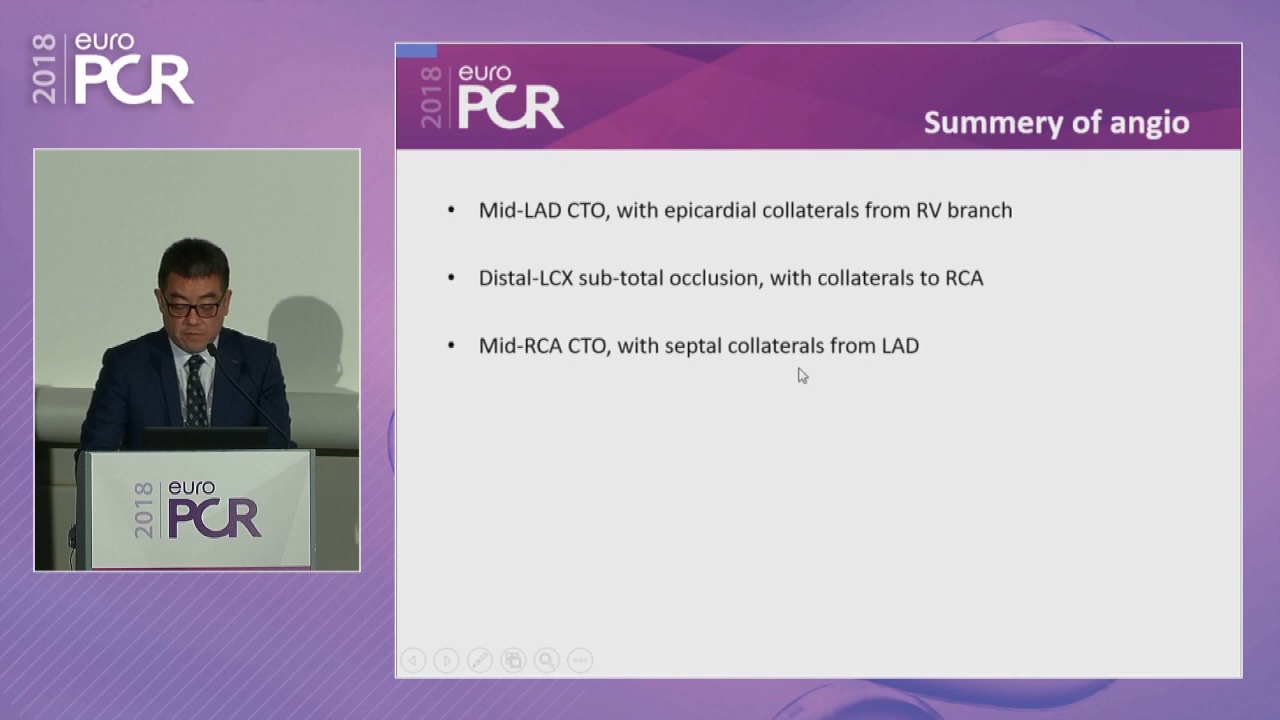 2018 euro PCR
2018 euro PCR
Summery of angio
• Mid-LAD CTO, with epicardial collaterals from RV branch
• Distal-LCX sub-total occlusion, with collaterals to RCA
• Mid-RCA CTO, with septal collaterals from LAD
2018 euro PCR